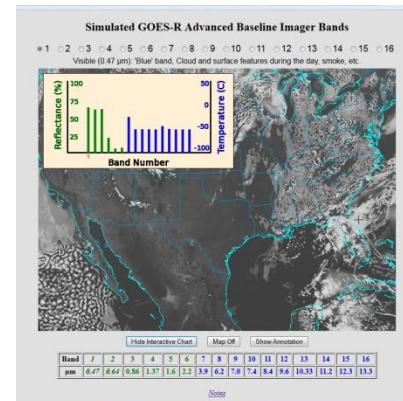 Simulated GOES-R Advanced Baseline Imager Bands
1 2 3 4 5 6 7 8 9 10 11 12 13 14 15 16
Visible (0.47 µm): 'Blue' band, Cloud and surface features during the day, smoke, etc.
Reflectance (%)
100
75
50
25
50
0
-50
-100
Temperature (C)
1
Band Number
Hide Interactive Chart Map Off Show Annotation
Band 1 2 3 4 5 6 7 8 9 10 11 12 13 14 15 16
µm 0.47 0.64 0.86 1.37 1.6 2.2 3.9 6.2 7.0 7.4 8.4 9.6 10.33 11.2 12.3 13.3
Notes